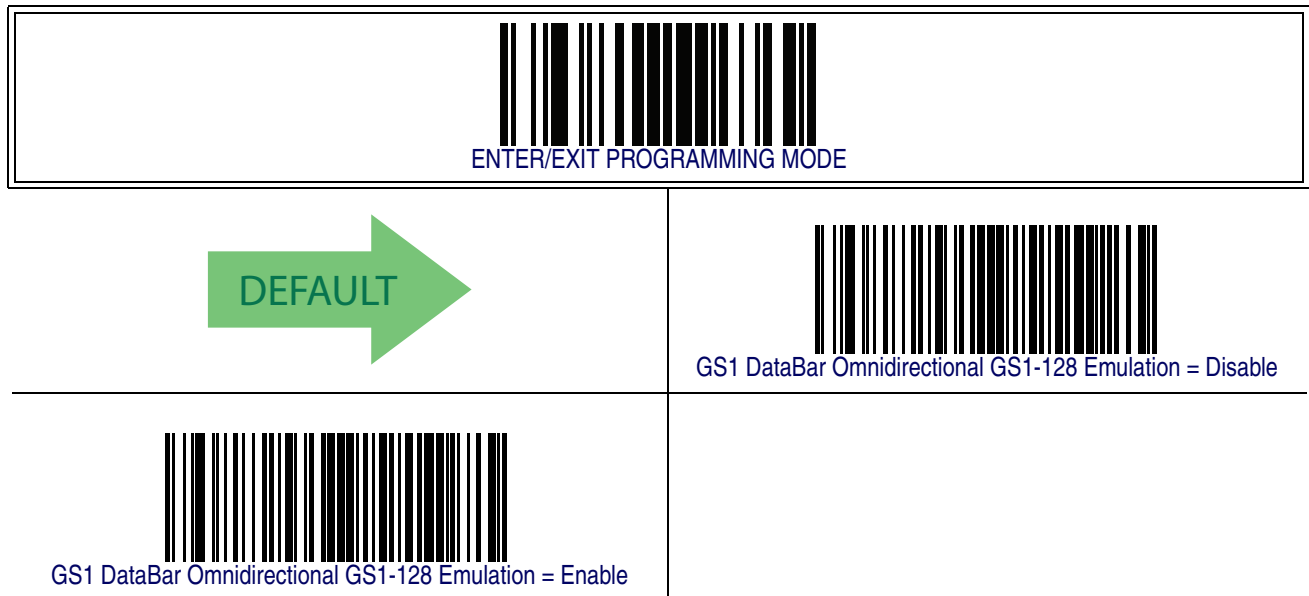 ENTER/EXIT PROGRAMMING MODE
DEFAULT
GS1 DataBar Omnidirectional GS1-128 Emulation = Disable
GS1 DataBar Omnidirectional GS1-128 Emulation = Enable